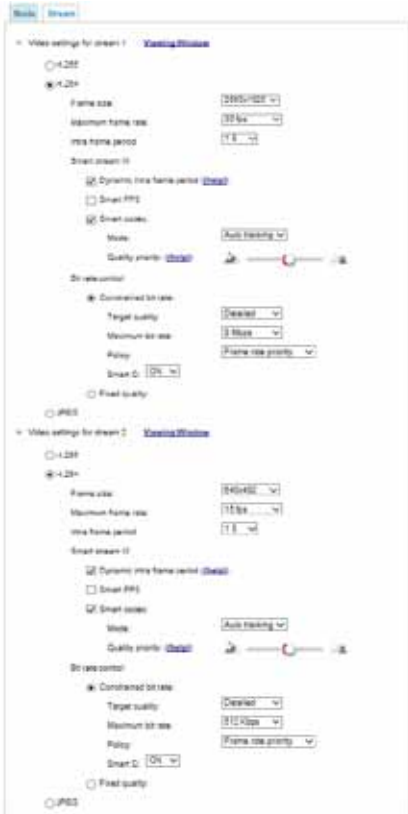 Mode Stream
Video settings for stream 1 Viewing Window
H.265
H.264
Frame size:
Maximum frame rate: 30 fps
Intra frame period 1 S
Smart stream III
Dynamic intra frame period (Help)
Smart FPS
Smart codec:
Mode: Auto tracking
Quality priority: (Help)
Bit rate control
Constrained bit rate:
Target quality: Detailed
Maximum bit rate:
Policy: Frame rate priority
Smart Q: ON
Fixed quality:
JPEG
Video settings for stream 2 Viewing Window
H.265
H.264
Frame size:
Maximum frame rate: 15 fps
Intra frame period 1 S
Smart stream III
Dynamic intra frame period (Help)
Smart FPS
Smart codec:
Mode: Auto tracking
Quality priority: (Help)
Bit rate control
Constrained bit rate:
Target quality: Detailed
Maximum bit rate: 512 Kbps
Policy: Frame rate priority
Smart Q: ON
Fixed quality:
JPEG